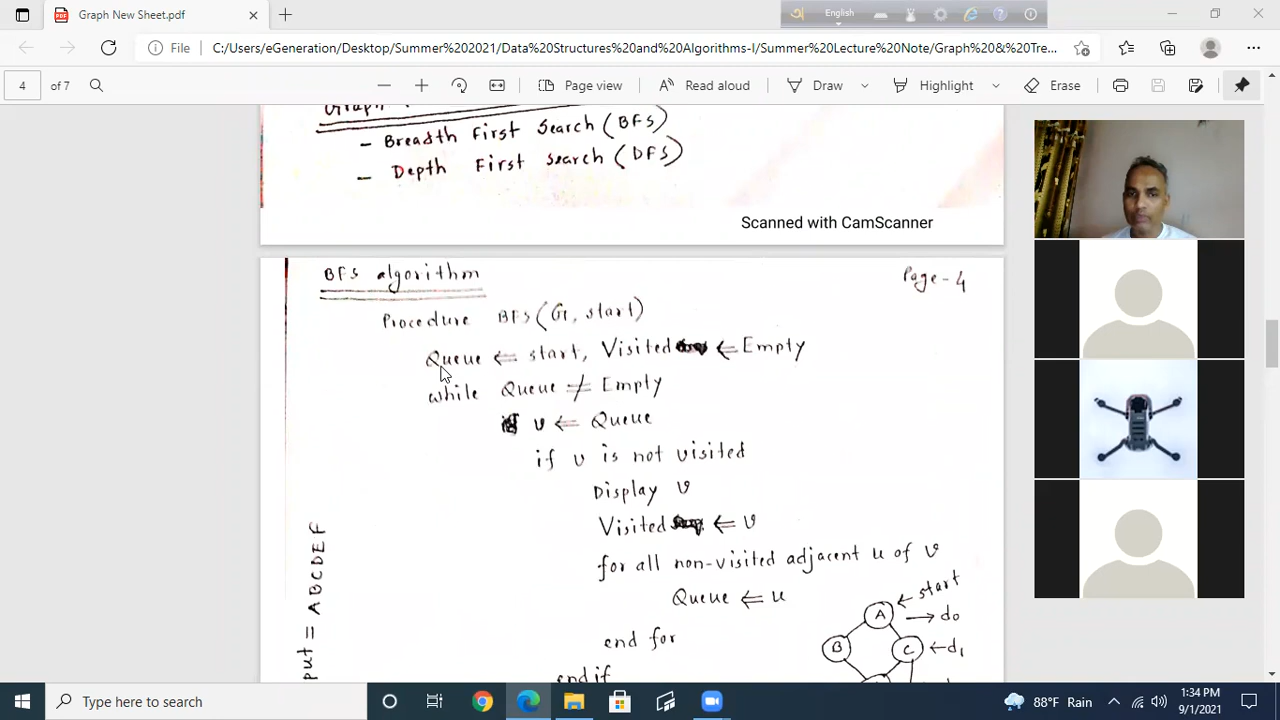 Graph New Sheet.pdf
English
File
C:/Users/eGeneration/Desktop/Summer%202021/Data%20Structures%20and%20Algorithms-I/Summer%20Lecture%20Note/Graph%20&%20Tre...
4 of 7
Page view
Read aloud
Draw
Highlight
Erase
Graph
- Breadth First Search (BFS)
- Depth First search (DFS)
Scanned with CamScanner
BFS algorithm
Page-4
Procedure BFS(G, start)
Queue ⇐ start, Visited ⇐ Empty
while Queue ≠ Empty
v ⇐ Queue
if v is not visited
Display v
Visited ⇐ v
for all non-visited adjacent u of v
Queue ⇐ u
end for
endif
A ← start
→ d0
B
C ← d1
put = ABCDEF
Type here to search
88°F Rain
1:34 PM
9/1/2021